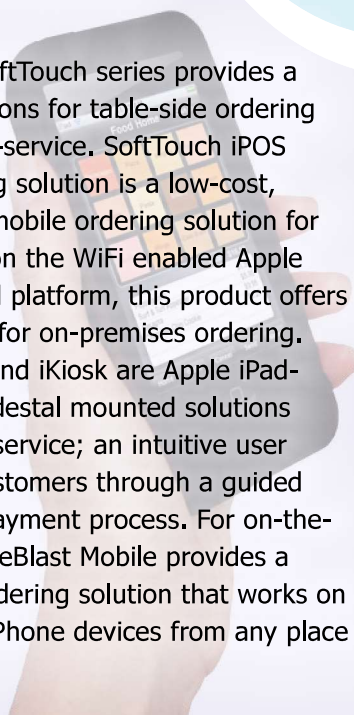 ftTouch series provides a
ons for table-side ordering
-service. SoftTouch iPOS
g solution is a low-cost,
mobile ordering solution for
on the WiFi enabled Apple
l platform, this product offers
for on-premises ordering.
nd iKiosk are Apple iPad-
destal mounted solutions
service; an intuitive user
stomers through a guided
ayment process. For on-the-
eBlast Mobile provides a
dering solution that works on
Phone devices from any place
Food Home